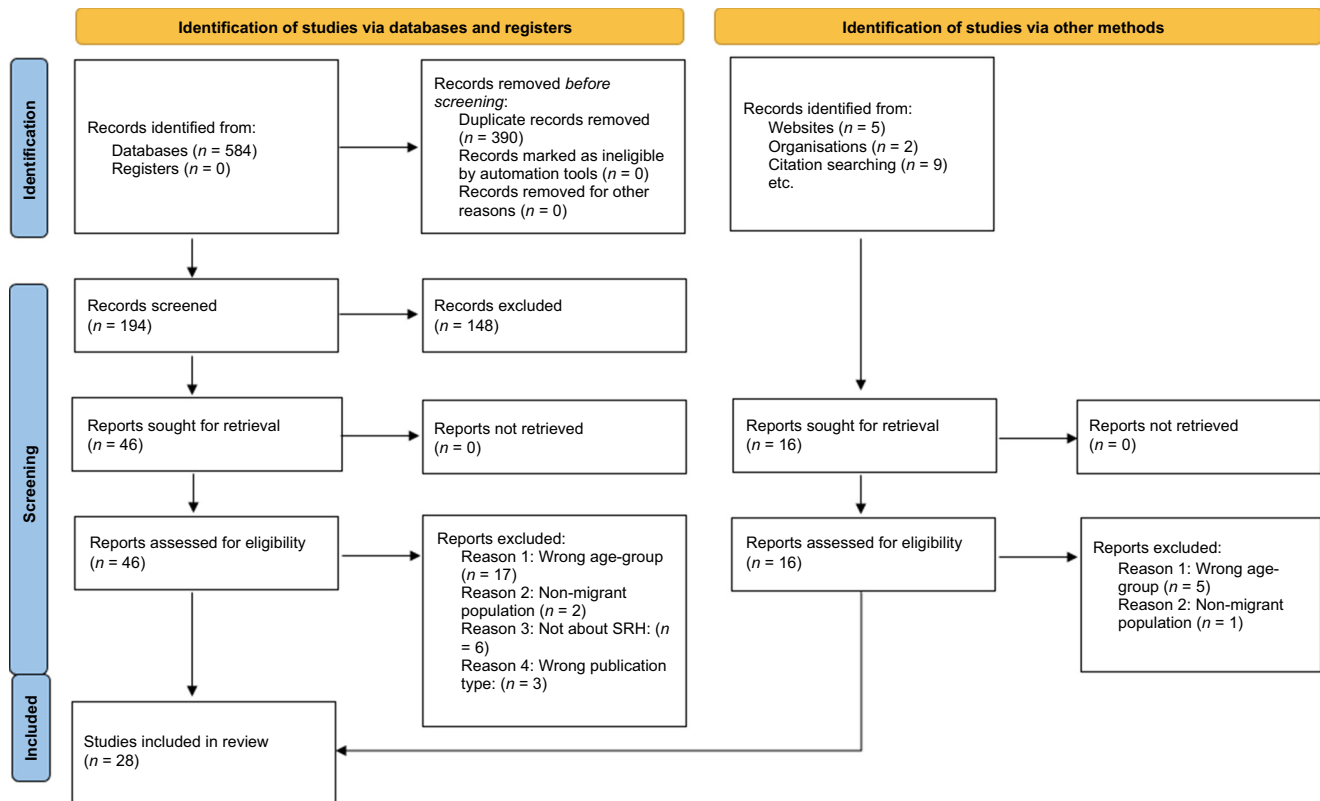 Identification of studies via databases and registers
Identification of studies via other methods
Identification
Records identified from:
Databases (n = 584)
Registers (n = 0)
Records removed before
screening:
Duplicate records removed
(n = 390)
Records marked as ineligible
by automation tools (n = 0)
Records removed for other
reasons (n = 0)
Records identified from:
Websites (n = 5)
Organisations (n = 2)
Citation searching (n = 9)
etc.
Screening
Records screened
(n = 194)
Records excluded
(n = 148)
Reports sought for retrieval
(n = 46)
Reports not retrieved
(n = 0)
Reports sought for retrieval
(n = 16)
Reports not retrieved
(n = 0)
Reports assessed for eligibility
(n = 46)
Reports excluded:
Reason 1: Wrong age-group
(n = 17)
Reason 2: Non-migrant
population (n = 2)
Reason 3: Not about SRH: (n
= 6)
Reason 4: Wrong publication
type: (n = 3)
Reports assessed for eligibility
(n = 16)
Reports excluded:
Reason 1: Wrong age-
group (n = 5)
Reason 2: Non-migrant
population (n = 1)
Included
Studies included in review
(n = 28)